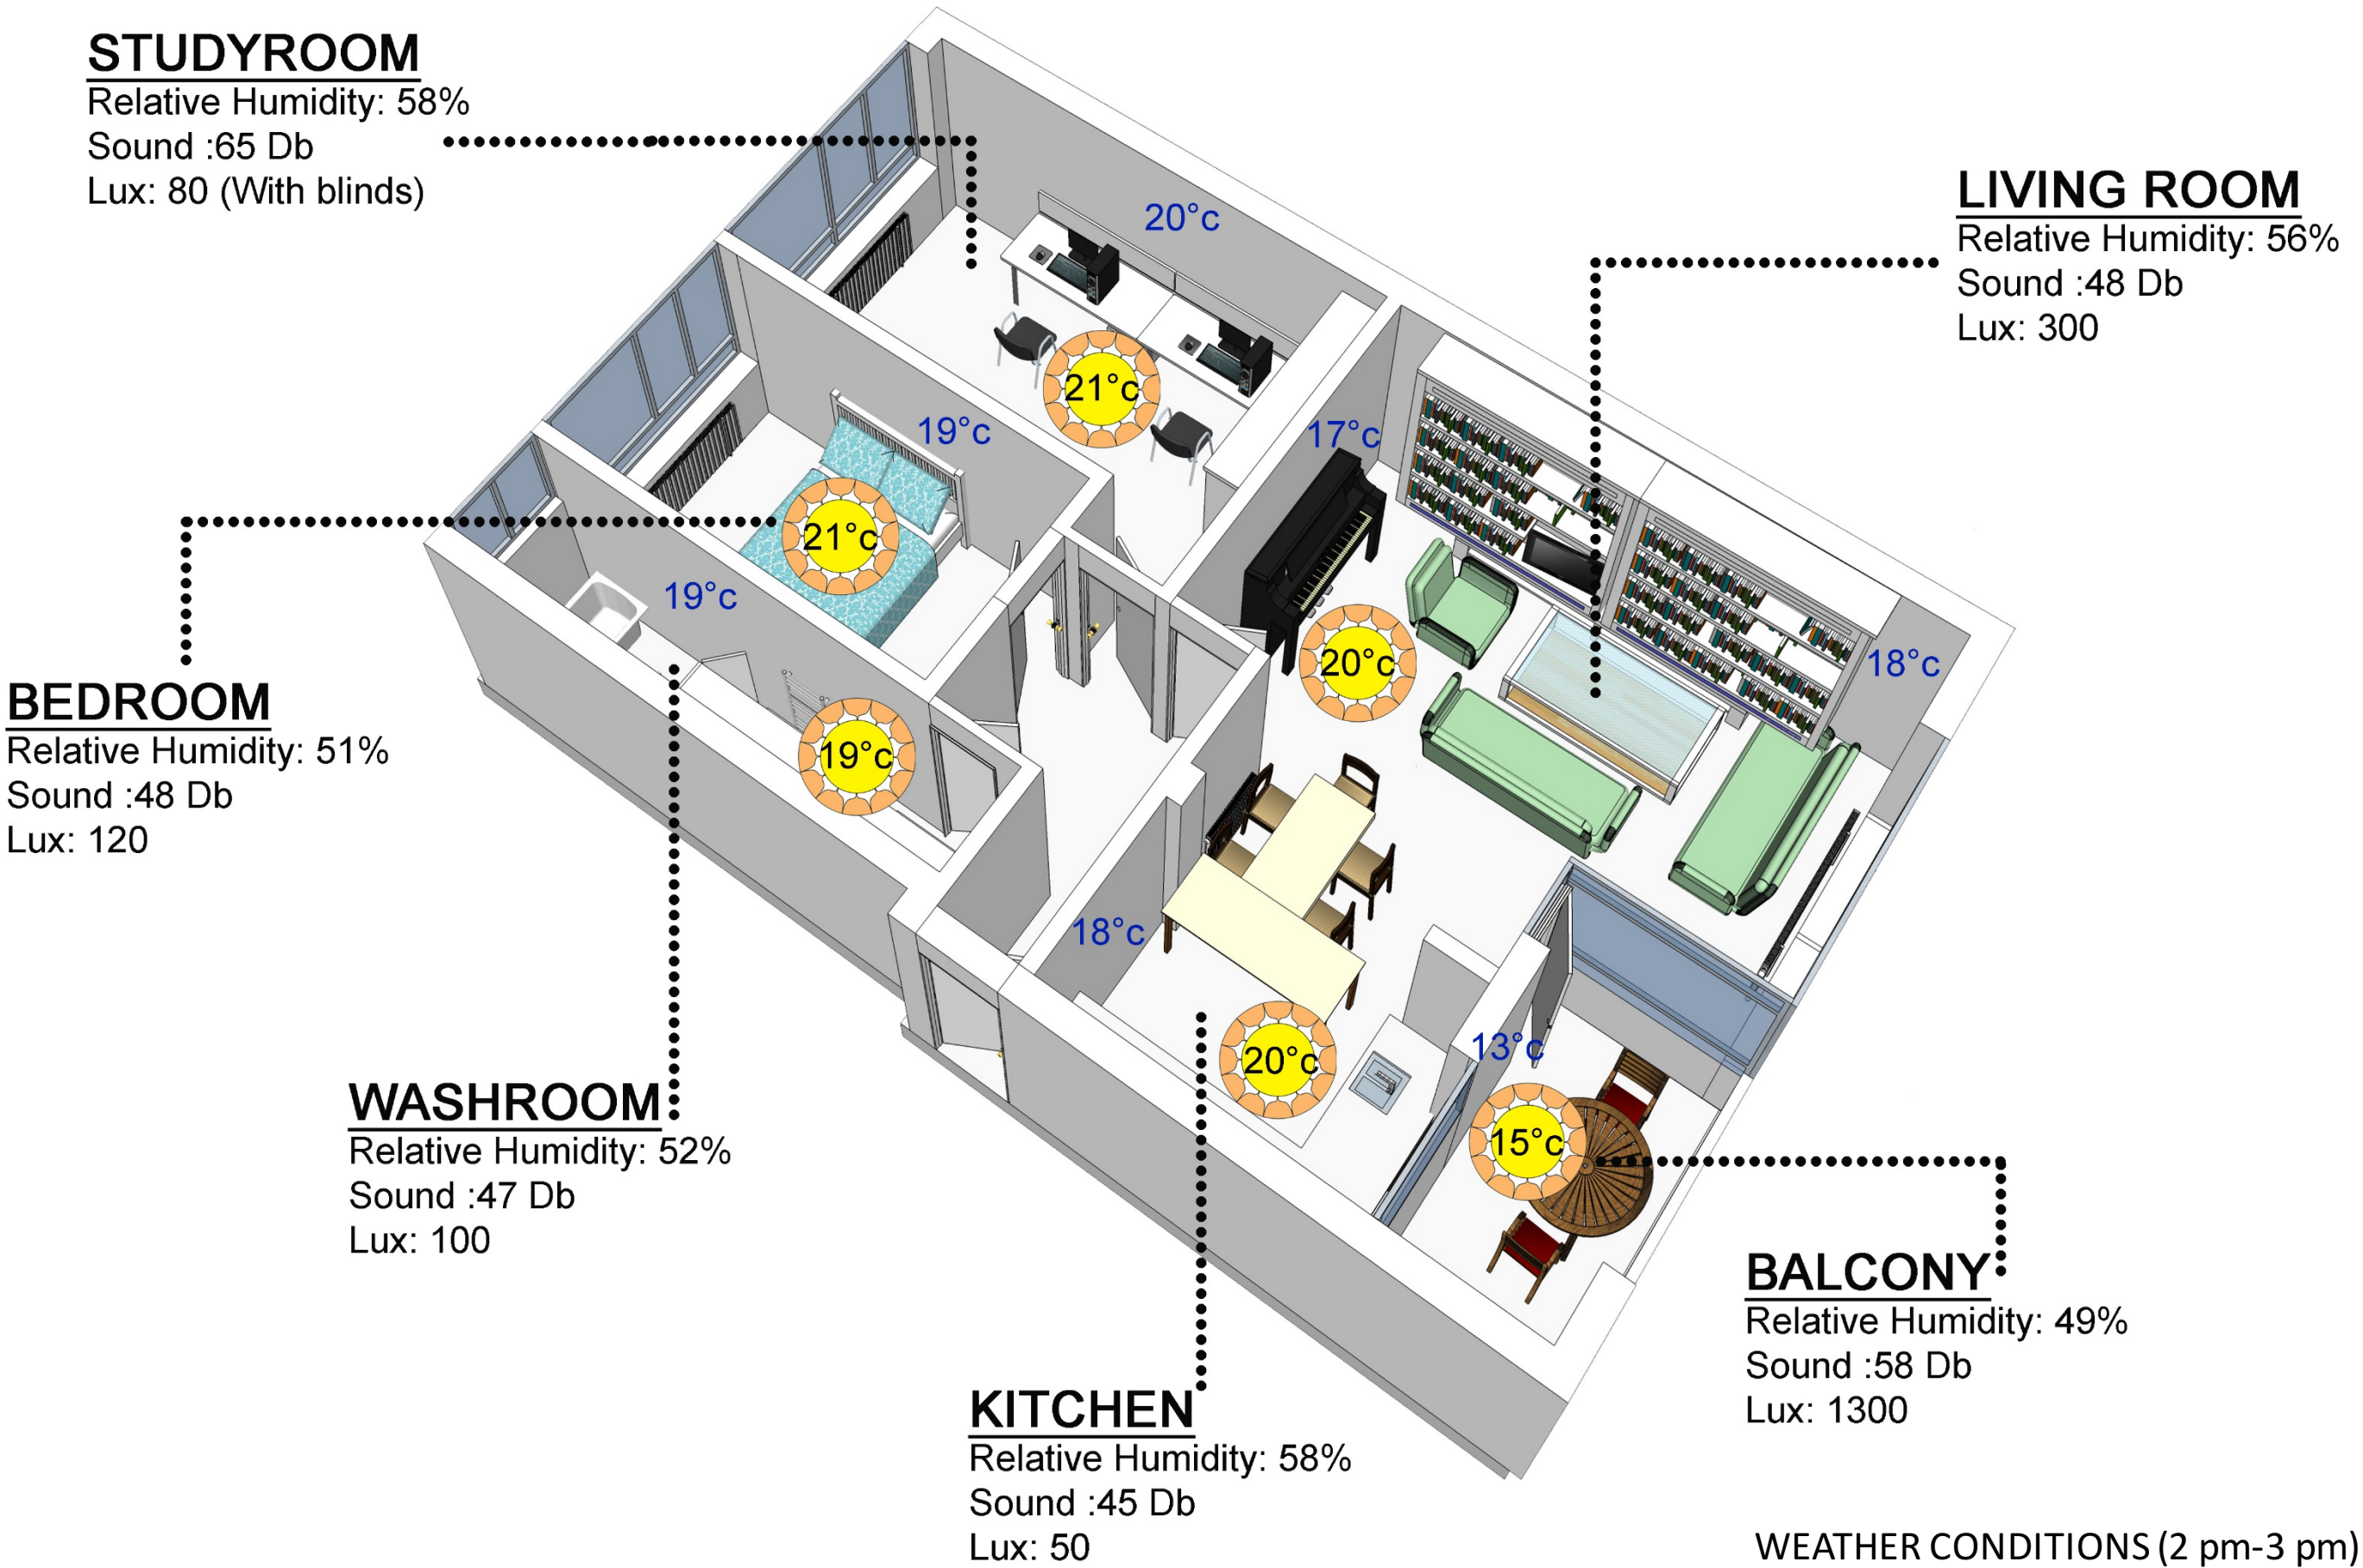 STUDYROOM
Relative Humidity: 58%
Sound :65 Db
Lux: 80 (With blinds)
20°c
LIVING ROOM
Relative Humidity: 56%
Sound :48 Db
Lux: 300
21°c
19°c
17°c
21°c
19°c
20°c
18°c
BEDROOM
Relative Humidity: 51%
Sound :48 Db
Lux: 120
19°c
18°c
20°c
13°c
15°c
WASHROOM
Relative Humidity: 52%
Sound :47 Db
Lux: 100
BALCONY
Relative Humidity: 49%
Sound :58 Db
Lux: 1300
KITCHEN
Relative Humidity: 58%
Sound :45 Db
Lux: 50
WEATHER CONDITIONS (2 pm-3 pm)